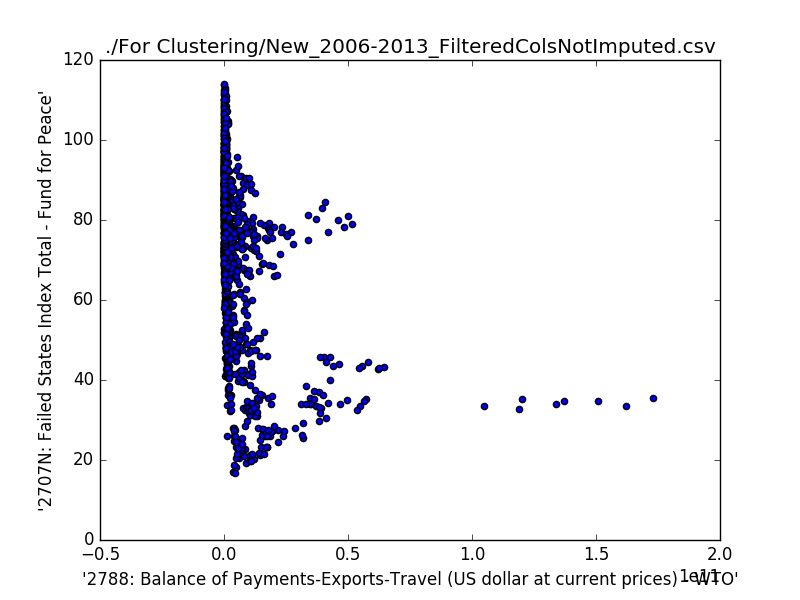 ./For Clustering/New_2006-2013_FilteredColsNotImputed.csv
120
100
80
60
40
20
0
'2707N: Failed States Index Total - Fund for Peace'
−0.5 0.0 0.5 1.0 1.5 2.0
1e11
'2788: Balance of Payments-Exports-Travel (US dollar at current prices) - WTO'